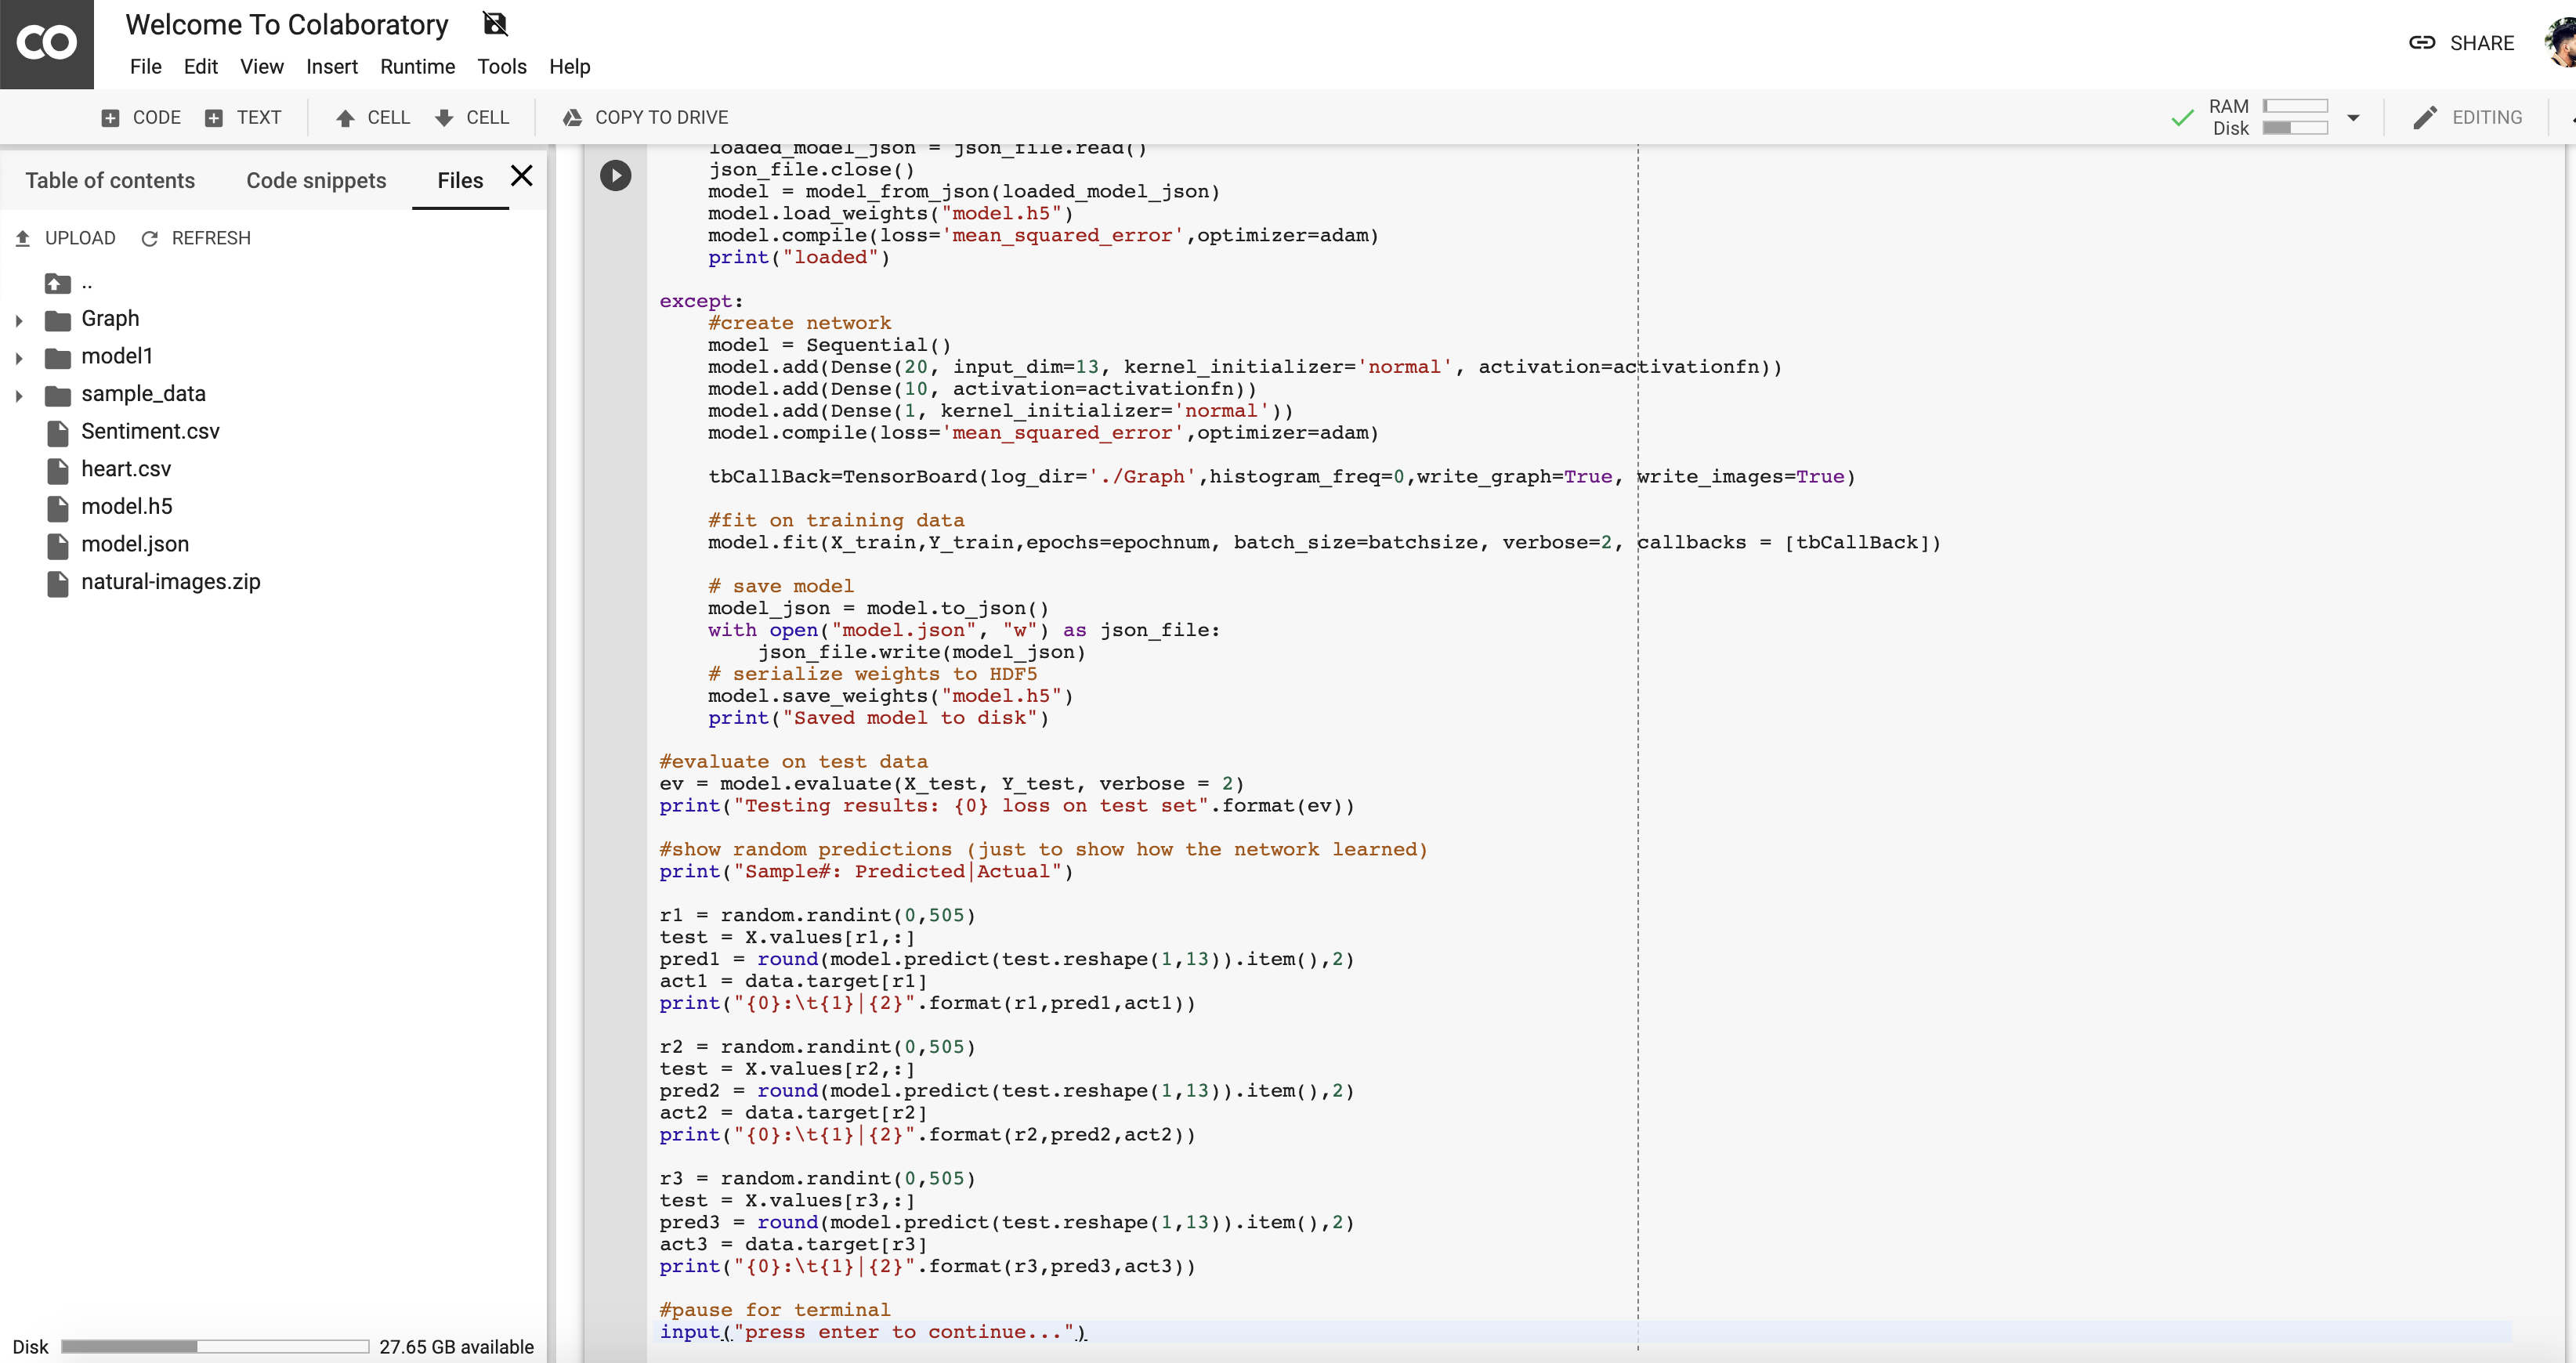 CO
Welcome To Colaboratory
File Edit View Insert Runtime Tools Help
SHARE
CODE TEXT CELL CELL COPY TO DRIVE
RAM
Disk
EDITING
Table of contents Code snippets Files
UPLOAD REFRESH
..
Graph
model1
sample_data
Sentiment.csv
heart.csv
model.h5
model.json
natural-images.zip
Disk 27.65 GB available
loaded_model_json = json_file.read()
json_file.close()
model = model_from_json(loaded_model_json)
model.load_weights("model.h5")
model.compile(loss='mean_squared_error',optimizer=adam)
print("loaded")
except:
#create network
model = Sequential()
model.add(Dense(20, input_dim=13, kernel_initializer='normal', activation=activationfn))
model.add(Dense(10, activation=activationfn))
model.add(Dense(1, kernel_initializer='normal'))
model.compile(loss='mean_squared_error',optimizer=adam)
tbCallBack=TensorBoard(log_dir='./Graph',histogram_freq=0,write_graph=True, write_images=True)
#fit on training data
model.fit(X_train,Y_train,epochs=epochnum, batch_size=batchsize, verbose=2, callbacks = [tbCallBack])
# save model
model_json = model.to_json()
with open("model.json", "w") as json_file:
json_file.write(model_json)
# serialize weights to HDF5
model.save_weights("model.h5")
print("Saved model to disk")
#evaluate on test data
ev = model.evaluate(X_test, Y_test, verbose = 2)
print("Testing results: {0} loss on test set".format(ev))
#show random predictions (just to show how the network learned)
print("Sample#: Predicted|Actual")
r1 = random.randint(0,505)
test = X.values[r1,:]
pred1 = round(model.predict(test.reshape(1,13)).item(),2)
act1 = data.target[r1]
print("{0}:\t{1}|{2}".format(r1,pred1,act1))
r2 = random.randint(0,505)
test = X.values[r2,:]
pred2 = round(model.predict(test.reshape(1,13)).item(),2)
act2 = data.target[r2]
print("{0}:\t{1}|{2}".format(r2,pred2,act2))
r3 = random.randint(0,505)
test = X.values[r3,:]
pred3 = round(model.predict(test.reshape(1,13)).item(),2)
act3 = data.target[r3]
print("{0}:\t{1}|{2}".format(r3,pred3,act3))
#pause for terminal
input("press enter to continue...")